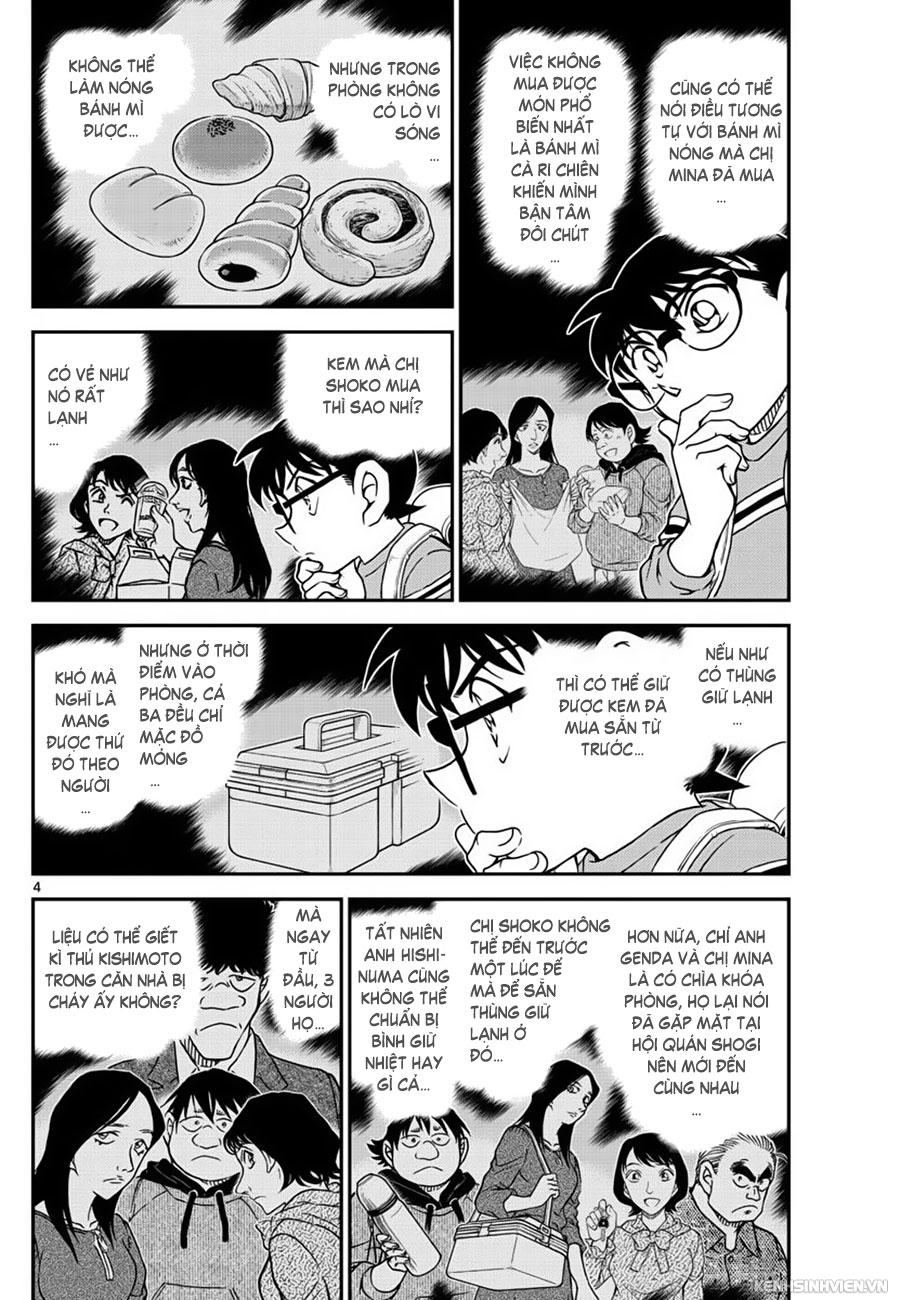 CŨNG CÓ THỂ
NÓI ĐIỀU TƯƠNG
TỰ VỚI BÁNH MÌ
NÓNG MÀ CHỊ
MINA ĐÃ MUA
...
VIỆC KHÔNG
MUA ĐƯỢC
MÓN PHỔ
BIẾN NHẤT
LÀ BÁNH MÌ
CÀ RI CHIÊN
KHIẾN MÌNH
BẬN TÂM
ĐÔI CHÚT
...
NHƯNG TRONG
PHÒNG KHÔNG
CÓ LÒ VI
SÓNG
...
KHÔNG THỂ
LÀM NÓNG
BÁNH MÌ
ĐƯỢC...
KEM MÀ CHỊ
SHOKO MUA
THÌ SAO NHỈ?
CÓ VẺ NHƯ
NÓ RẤT
LẠNH
...
NẾU NHƯ
CÓ THÙNG
GIỮ LẠNH
...
THÌ CÓ THỂ GIỮ
ĐƯỢC KEM ĐÃ
MUA SẴN TỪ
TRƯỚC...
NHƯNG Ở THỜI
ĐIỂM VÀO
PHÒNG, CẢ
BA ĐỀU CHỈ
MẶC ĐỒ
MỎNG
...
KHÓ MÀ
NGHĨ LÀ
MANG
ĐƯỢC THỨ
ĐÓ THEO
NGƯỜI
...
4
HƠN NỮA, CHỈ ANH
GENDA VÀ CHỊ MINA
LÀ CÓ CHÌA KHÓA
PHÒNG, HỌ LẠI NÓI
ĐÃ GẶP MẶT TẠI
HỘI QUÁN SHOGI
NÊN MỚI ĐẾN
CÙNG NHAU
...
CHỊ SHOKO KHÔNG
THỂ ĐẾN TRƯỚC
MỘT LÚC ĐỂ
MÀ ĐỂ SẴN
THÙNG GIỮ
LẠNH Ở
ĐÓ...
TẤT NHIÊN
ANH HISHI-
NUMA CŨNG
KHÔNG THỂ
CHUẨN BỊ
BÌNH GIỮ
NHIỆT HAY
GÌ CẢ...
MÀ
NGAY
TỪ
ĐẦU, 3
NGƯỜI
HỌ...
LIỆU CÓ THỂ GIẾT
KÌ THỦ KISHIMOTO
TRONG CĂN NHÀ BỊ
CHÁY ẤY KHÔNG?
KENHSINHVIEN.VN